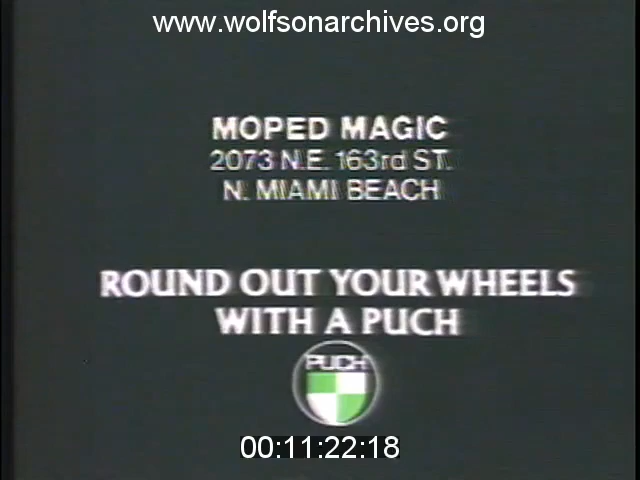 www.wolfsonarchives.org
MOPED MAGIC
2073 N.E. 163rd ST.
N. MIAMI BEACH
ROUND OUT YOUR WHEELS
WITH A PUCH
PUCH
00:11:22:18